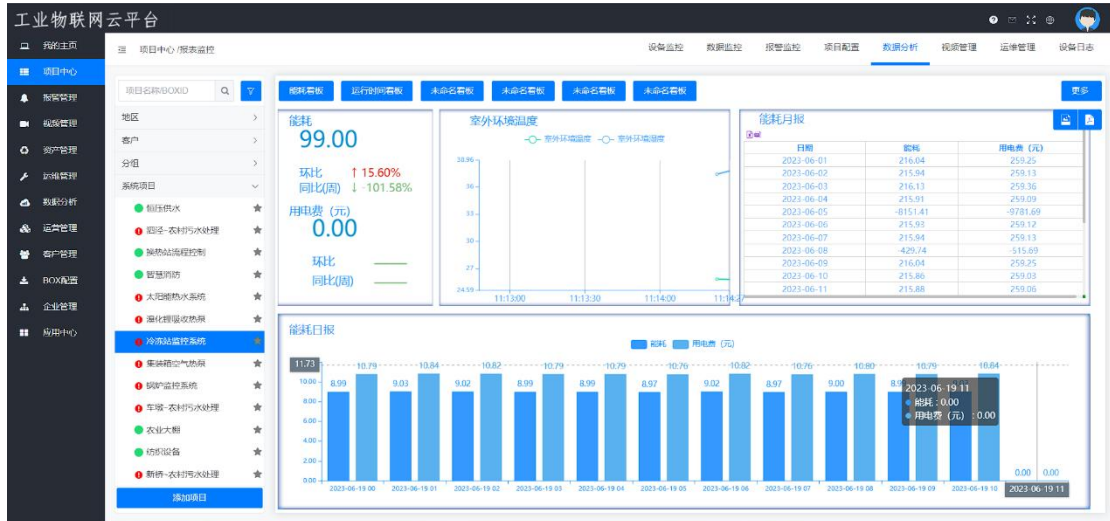 工业物联网云平台
我的主页
项目中心
报警管理
视频管理
资产管理
运维管理
数据分析
运营管理
客户管理
BOX配置
企业管理
应用中心
项目中心 /报表监控
设备监控 数据监控 报警监控 项目配置 数据分析 视频管理 运维管理 设备日志
项目名称/BOXID
地区
客户
分组
系统项目
恒压供水
泗泾-农村污水处理
换热站流程控制
智慧消防
太阳能热水系统
溴化锂吸收热泵
冷冻站监控系统
集装箱空气热泵
锅炉监控系统
车墩-农村污水处理
农业大棚
纺织设备
新桥-农村污水处理
添加项目
能耗看板 运行时间看板 未命名看板 未命名看板 未命名看板 未命名看板 更多
能耗
99.00
环比 ↑ 15.60%
同比(周) ↓ -101.58%
用电费（元）
0.00
环比
同比(周)
室外环境温度
室外环境温度 室外环境湿度
38.96
36
33
30
27
24.59
11:13:00 11:13:30 11:14:00 11:14:27
能耗月报
日期 能耗 用电费（元）
2023-06-01 216.04 259.25
2023-06-02 215.94 259.13
2023-06-03 216.13 259.36
2023-06-04 215.91 259.09
2023-06-05 -8151.41 -9781.69
2023-06-06 215.93 259.12
2023-06-07 215.94 259.13
2023-06-08 -429.74 -515.69
2023-06-09 216.04 259.25
2023-06-10 215.86 259.03
2023-06-11 215.88 259.06
能耗日报
能耗 用电费（元）
11.73
10.79 10.84 10.82 10.79 10.79 10.76 10.82 10.76 10.80 10.79 10.84
10.00
8.99 9.03 9.02 8.99 8.99 8.97 9.02 8.97 9.00
8.00
6.00
4.00
2.00
0.00
0.00 0.00
2023-06-19 11
能耗 : 0.00
用电费（元） : 0.00
2023-06-19 00 2023-06-19 01 2023-06-19 02 2023-06-19 03 2023-06-19 04 2023-06-19 05 2023-06-19 06 2023-06-19 07 2023-06-19 08 2023-06-19 09 2023-06-19 10 2023-06-19 11